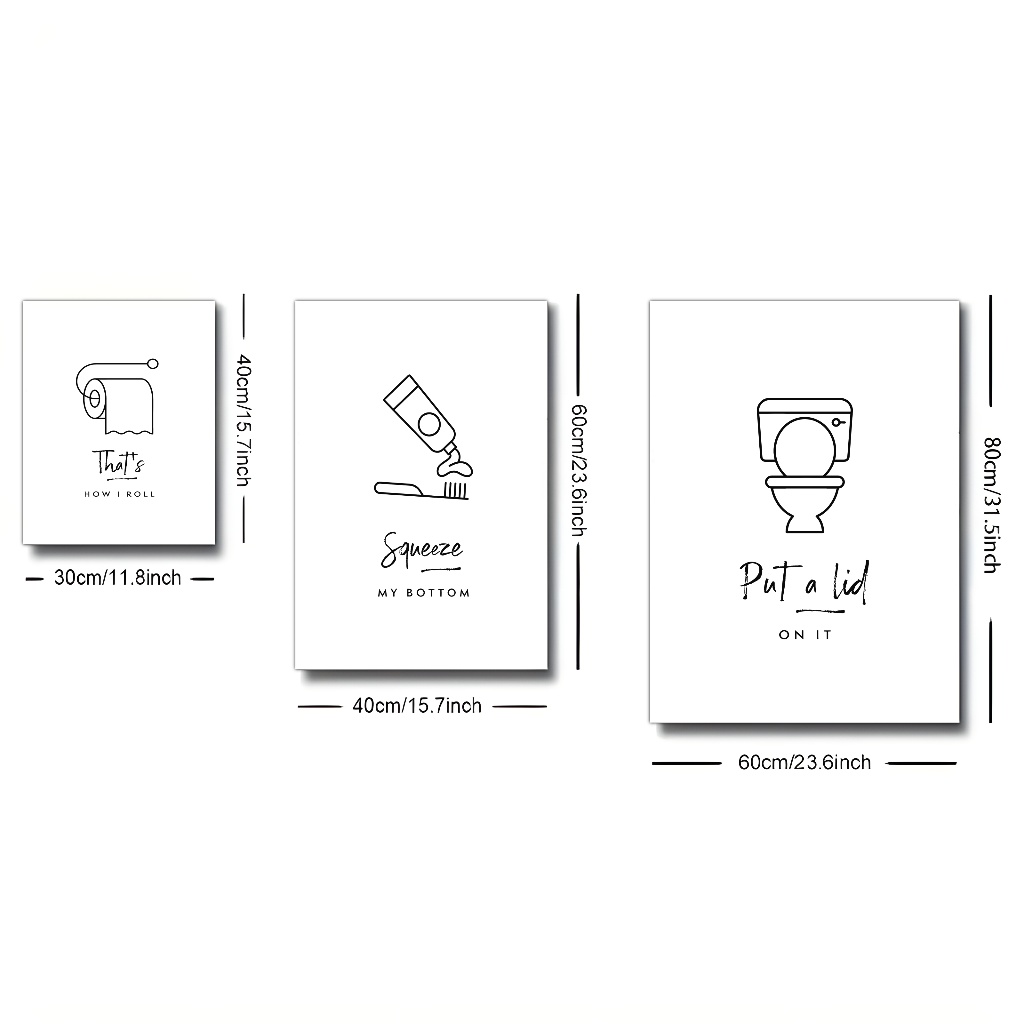 That's
HOW I ROLL
40cm/15.7inch
30cm/11.8inch
Squeeze
MY BOTTOM
60cm/23.6inch
40cm/15.7inch
Put a lid
ON IT
80cm/31.5inch
60cm/23.6inch